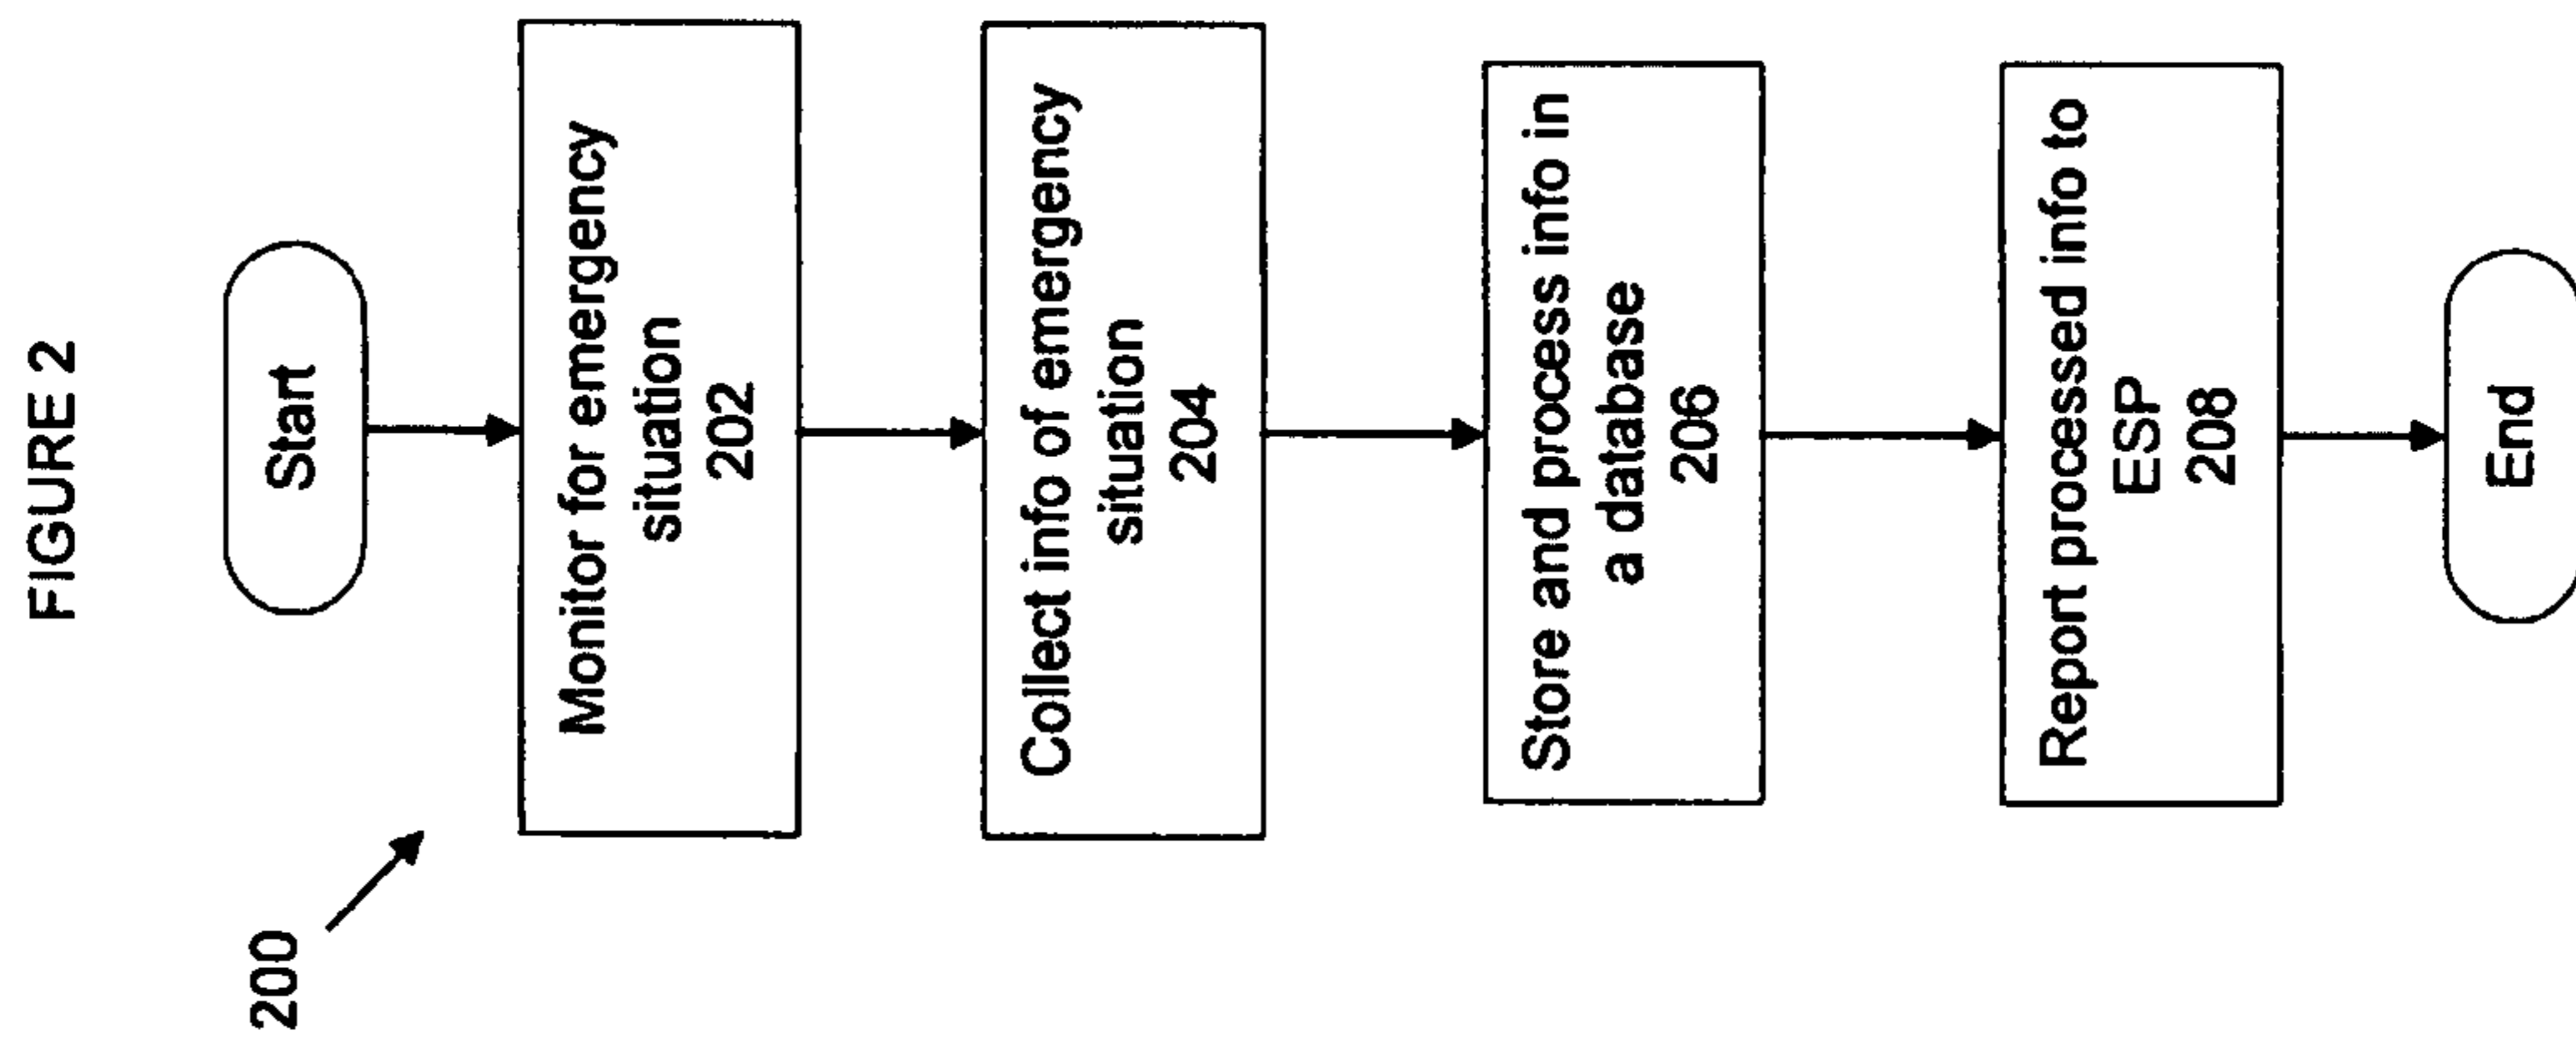 FIGURE 2
200
Start
Monitor for emergency
situation
202
Collect info of emergency
situation
204
Store and process info in
a database
206
Report processed info to
ESP
208
End